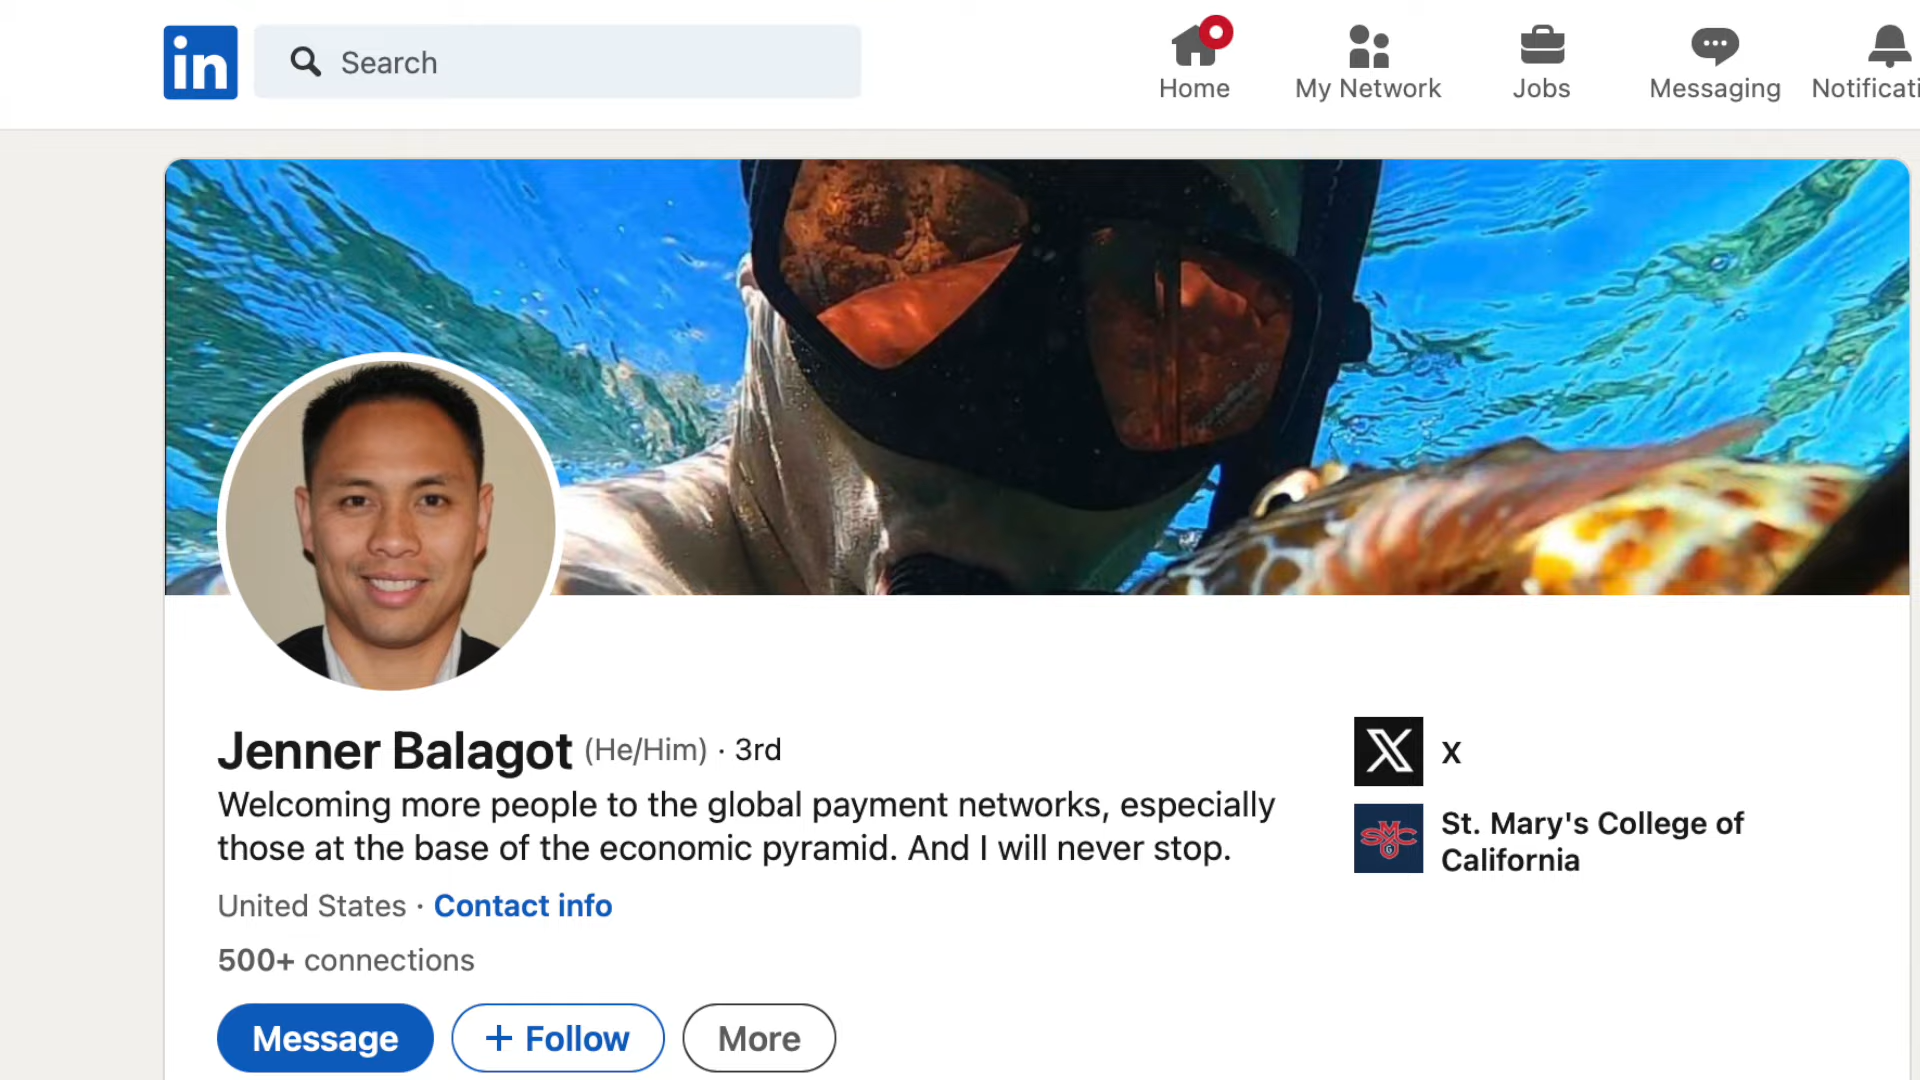 in
Search
Home
My Network
Jobs
Messaging
Notificati
Jenner Balagot (He/Him) · 3rd
Welcoming more people to the global payment networks, especially
those at the base of the economic pyramid. And I will never stop.
United States · Contact info
500+ connections
X
St. Mary's College of
California
SMC
G
Message
+ Follow
More